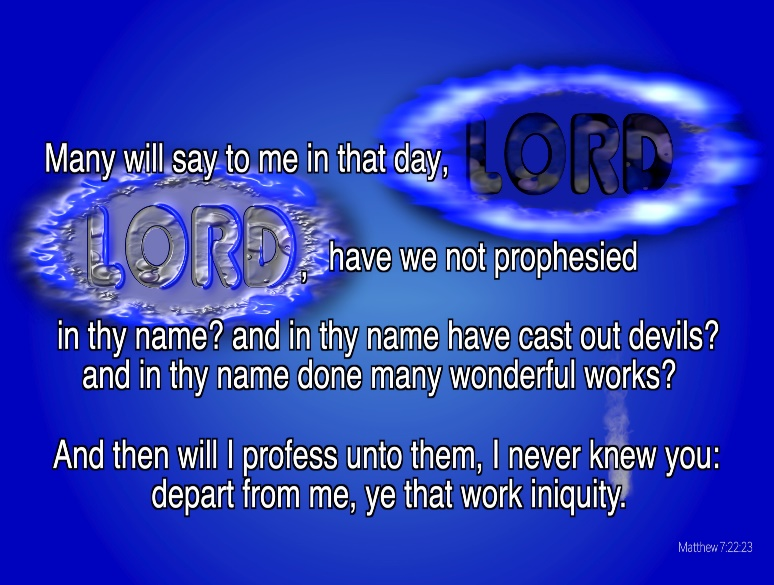 Many will say to me in that day, LORD
LORD, have we not prophesied
in thy name? and in thy name have cast out devils?
and in thy name done many wonderful works?
And then will I profess unto them, I never knew you:
depart from me, ye that work iniquity.
Matthew 7:22:23